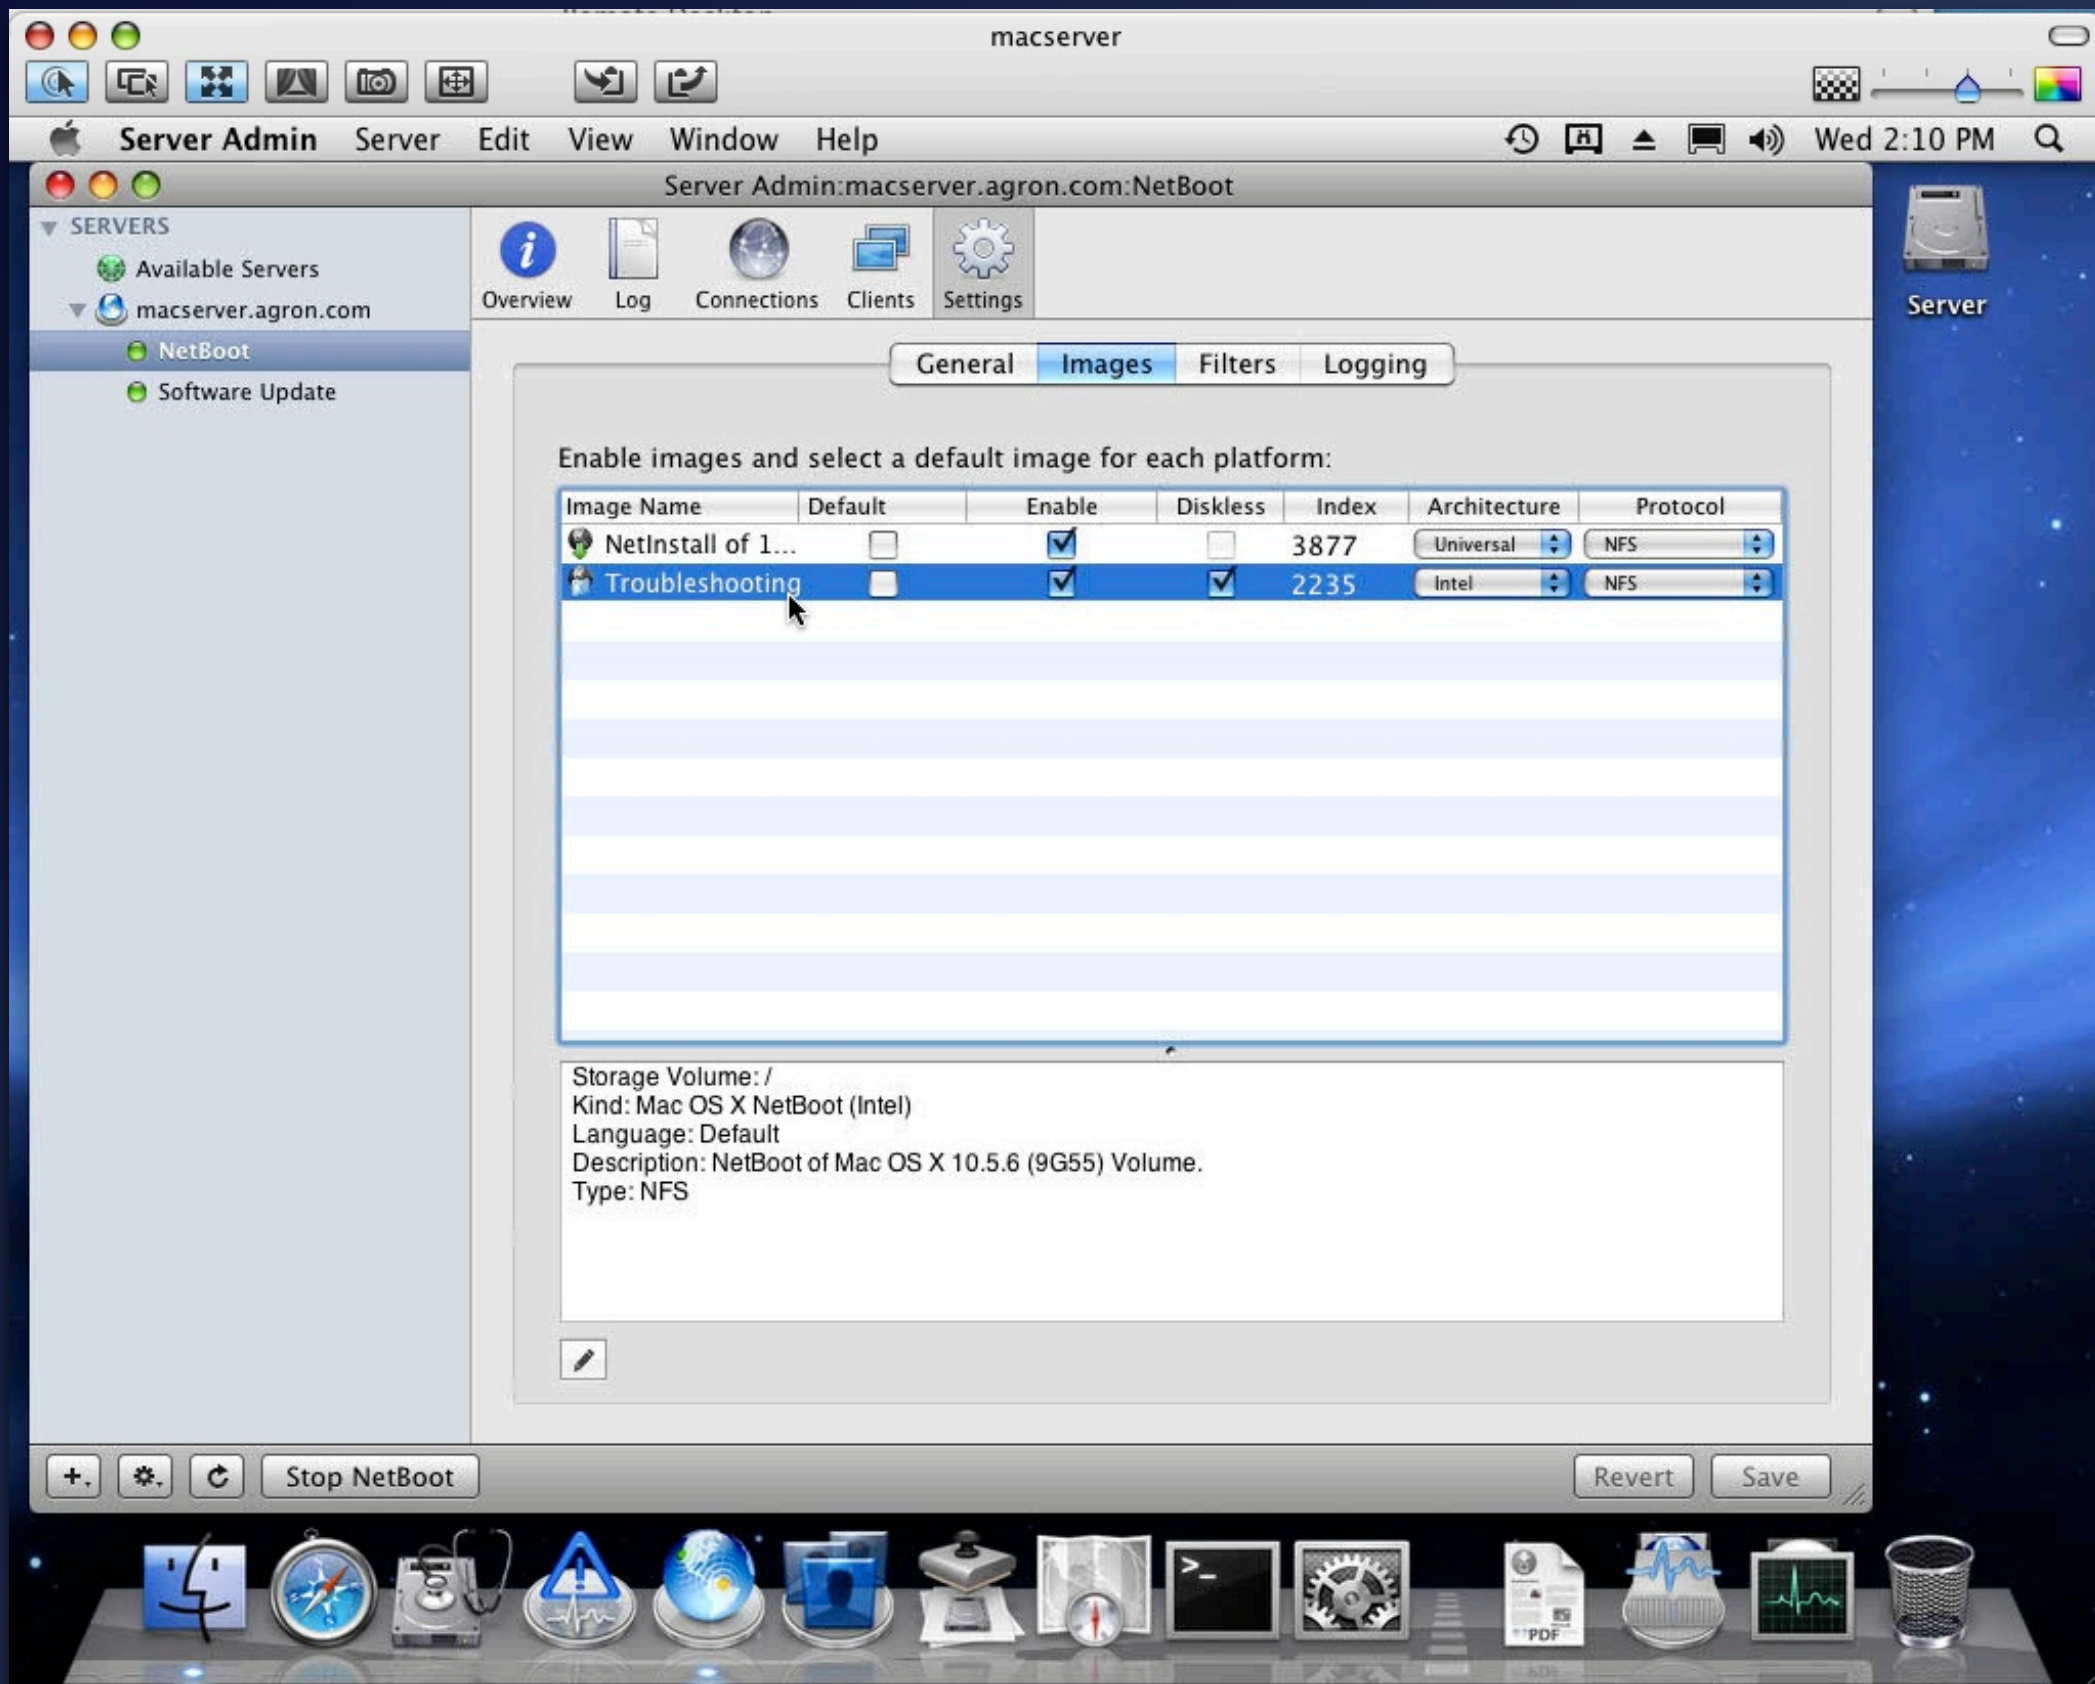 macserver
Server Admin Server Edit View Window Help Wed 2:10 PM
Server Admin:macserver.agron.com:NetBoot
SERVERS
Available Servers
macserver.agron.com
NetBoot
Software Update
Overview Log Connections Clients Settings
Server
General Images Filters Logging
Enable images and select a default image for each platform:
Image Name Default Enable Diskless Index Architecture Protocol
NetInstall of 1... 3877 Universal NFS
Troubleshooting 2235 Intel NFS
Storage Volume: /
Kind: Mac OS X NetBoot (Intel)
Language: Default
Description: NetBoot of Mac OS X 10.5.6 (9G55) Volume.
Type: NFS
Stop NetBoot Revert Save
>_
PDF